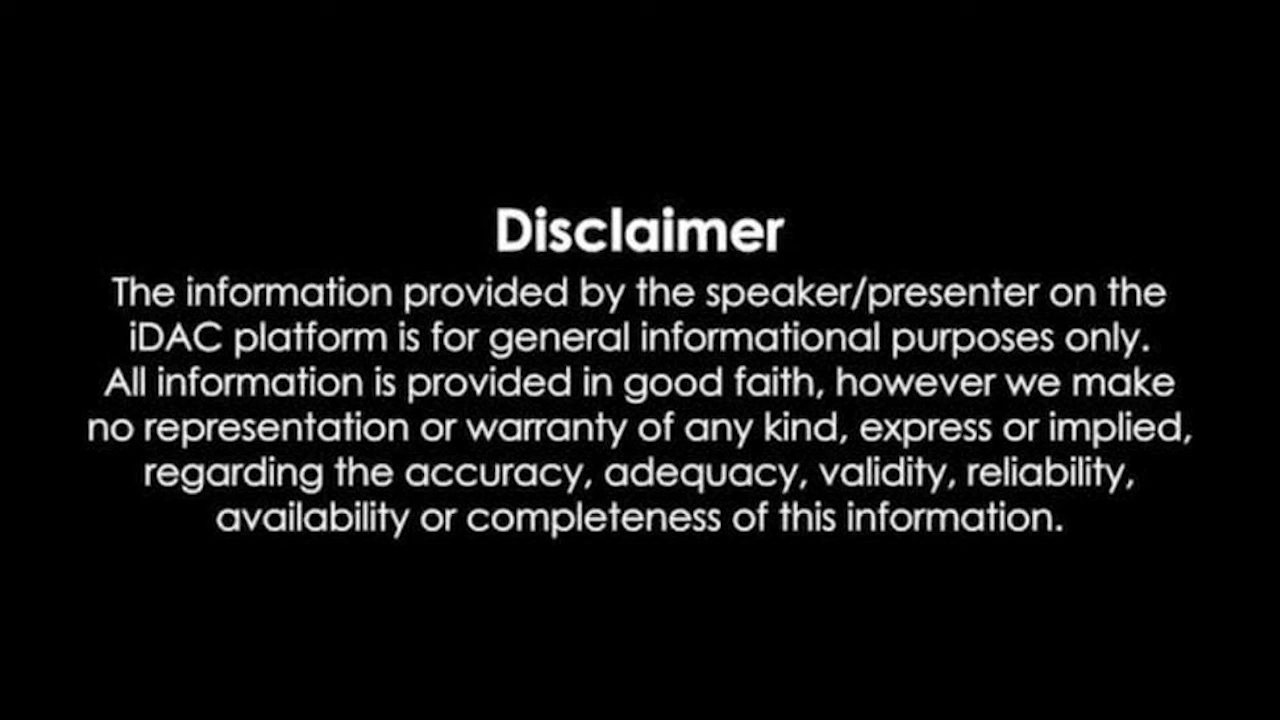 Disclaimer
The information provided by the speaker/presenter on the
iDAC platform is for general informational purposes only.
All information is provided in good faith, however we make
no representation or warranty of any kind, express or implied,
regarding the accuracy, adequacy, validity, reliability,
availability or completeness of this information.